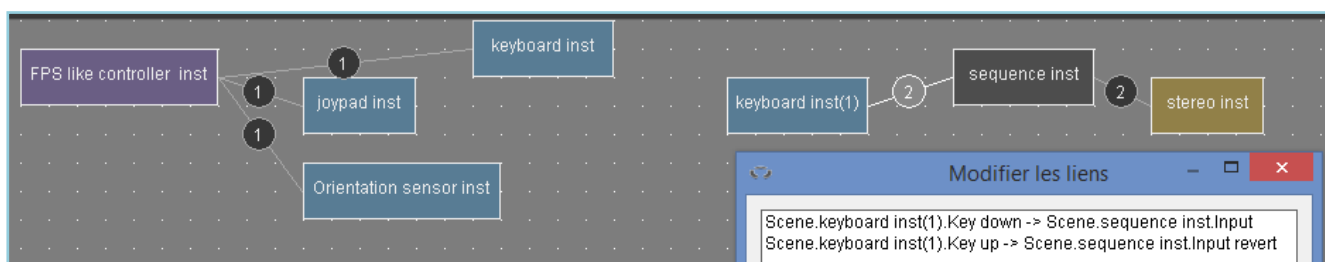 keyboard inst
FPS like controller inst
1
joypad inst
1
1
Orientation sensor inst
sequence inst
keyboard inst(1)
2
2
stereo inst
Modifier les liens
Scene.keyboard inst(1).Key down -> Scene.sequence inst.Input
Scene.keyboard inst(1).Key up -> Scene.sequence inst.Input revert